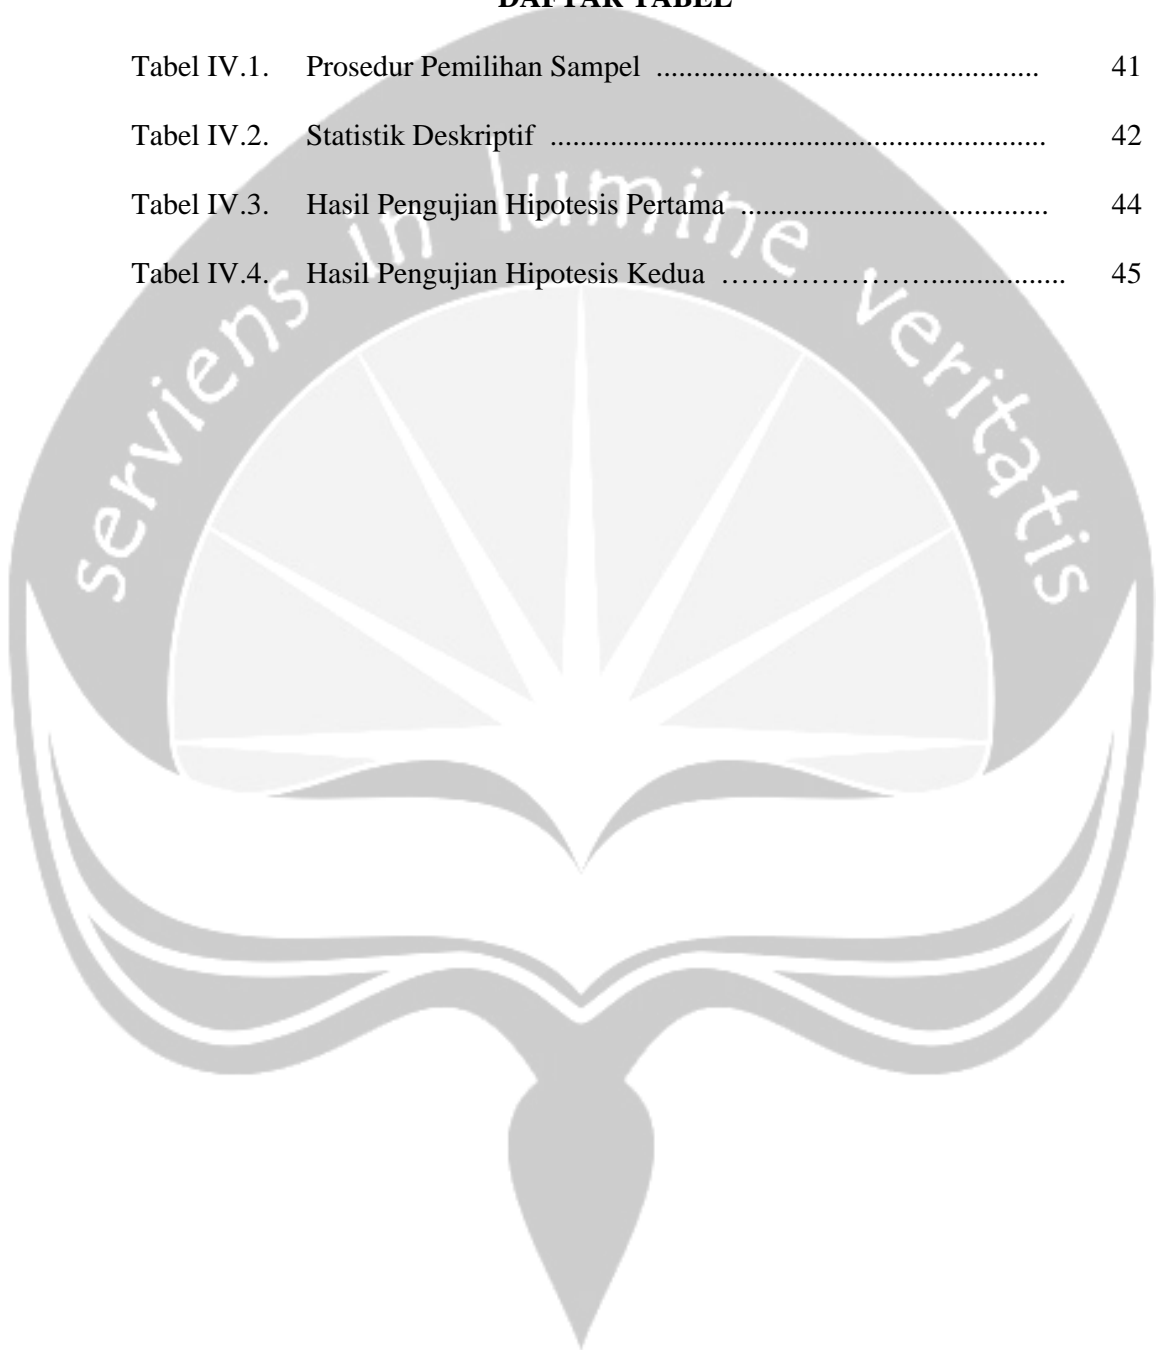 DAFTAR TABEL
Tabel IV.1. Prosedur Pemilihan Sampel ................................................... 41
Tabel IV.2. Statistik Deskriptif .................................................................. 42
Tabel IV.3. Hasil Pengujian Hipotesis Pertama ......................................... 44
Tabel IV.4. Hasil Pengujian Hipotesis Kedua ………………….................. 45
serviens in lumine veritatis